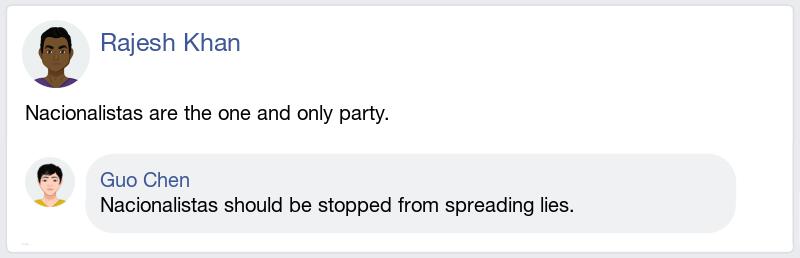 Rajesh Khan
Nacionalistas are the one and only party.
Guo Chen
Nacionalistas should be stopped from spreading lies.